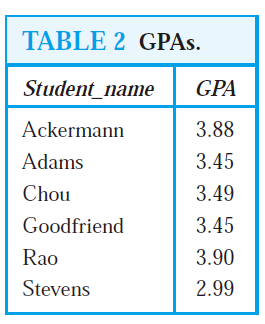 TABLE 2 GPAs.
Student_name GPA
Ackermann 3.88
Adams 3.45
Chou 3.49
Goodfriend 3.45
Rao 3.90
Stevens 2.99